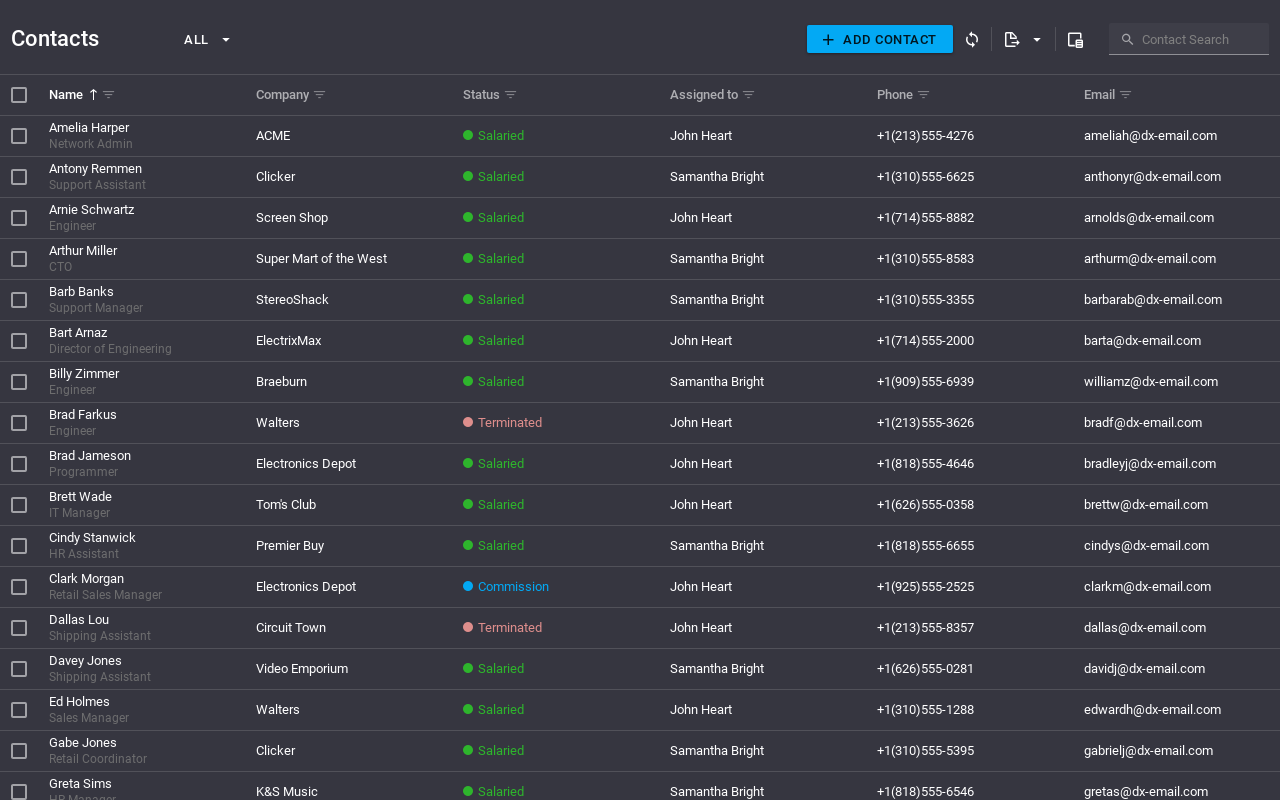 Contacts
ALL
ADD CONTACT
Contact Search
Name
Company
Status
Assigned to
Phone
Email
Amelia Harper
Network Admin
ACME
Salaried
John Heart
+1(213)555-4276
ameliah@dx-email.com
Antony Remmen
Support Assistant
Clicker
Salaried
Samantha Bright
+1(310)555-6625
anthonyr@dx-email.com
Arnie Schwartz
Engineer
Screen Shop
Salaried
John Heart
+1(714)555-8882
arnolds@dx-email.com
Arthur Miller
CTO
Super Mart of the West
Salaried
Samantha Bright
+1(310)555-8583
arthurm@dx-email.com
Barb Banks
Support Manager
StereoShack
Salaried
Samantha Bright
+1(310)555-3355
barbarab@dx-email.com
Bart Arnaz
Director of Engineering
ElectrixMax
Salaried
John Heart
+1(714)555-2000
barta@dx-email.com
Billy Zimmer
Engineer
Braeburn
Salaried
Samantha Bright
+1(909)555-6939
williamz@dx-email.com
Brad Farkus
Engineer
Walters
Terminated
John Heart
+1(213)555-3626
bradf@dx-email.com
Brad Jameson
Programmer
Electronics Depot
Salaried
John Heart
+1(818)555-4646
bradleyj@dx-email.com
Brett Wade
IT Manager
Tom's Club
Salaried
John Heart
+1(626)555-0358
brettw@dx-email.com
Cindy Stanwick
HR Assistant
Premier Buy
Salaried
Samantha Bright
+1(818)555-6655
cindys@dx-email.com
Clark Morgan
Retail Sales Manager
Electronics Depot
Commission
John Heart
+1(925)555-2525
clarkm@dx-email.com
Dallas Lou
Shipping Assistant
Circuit Town
Terminated
John Heart
+1(213)555-8357
dallas@dx-email.com
Davey Jones
Shipping Assistant
Video Emporium
Salaried
Samantha Bright
+1(626)555-0281
davidj@dx-email.com
Ed Holmes
Sales Manager
Walters
Salaried
John Heart
+1(310)555-1288
edwardh@dx-email.com
Gabe Jones
Retail Coordinator
Clicker
Salaried
Samantha Bright
+1(310)555-5395
gabrielj@dx-email.com
Greta Sims
HR Manager
K&S Music
Salaried
Samantha Bright
+1(818)555-6546
gretas@dx-email.com